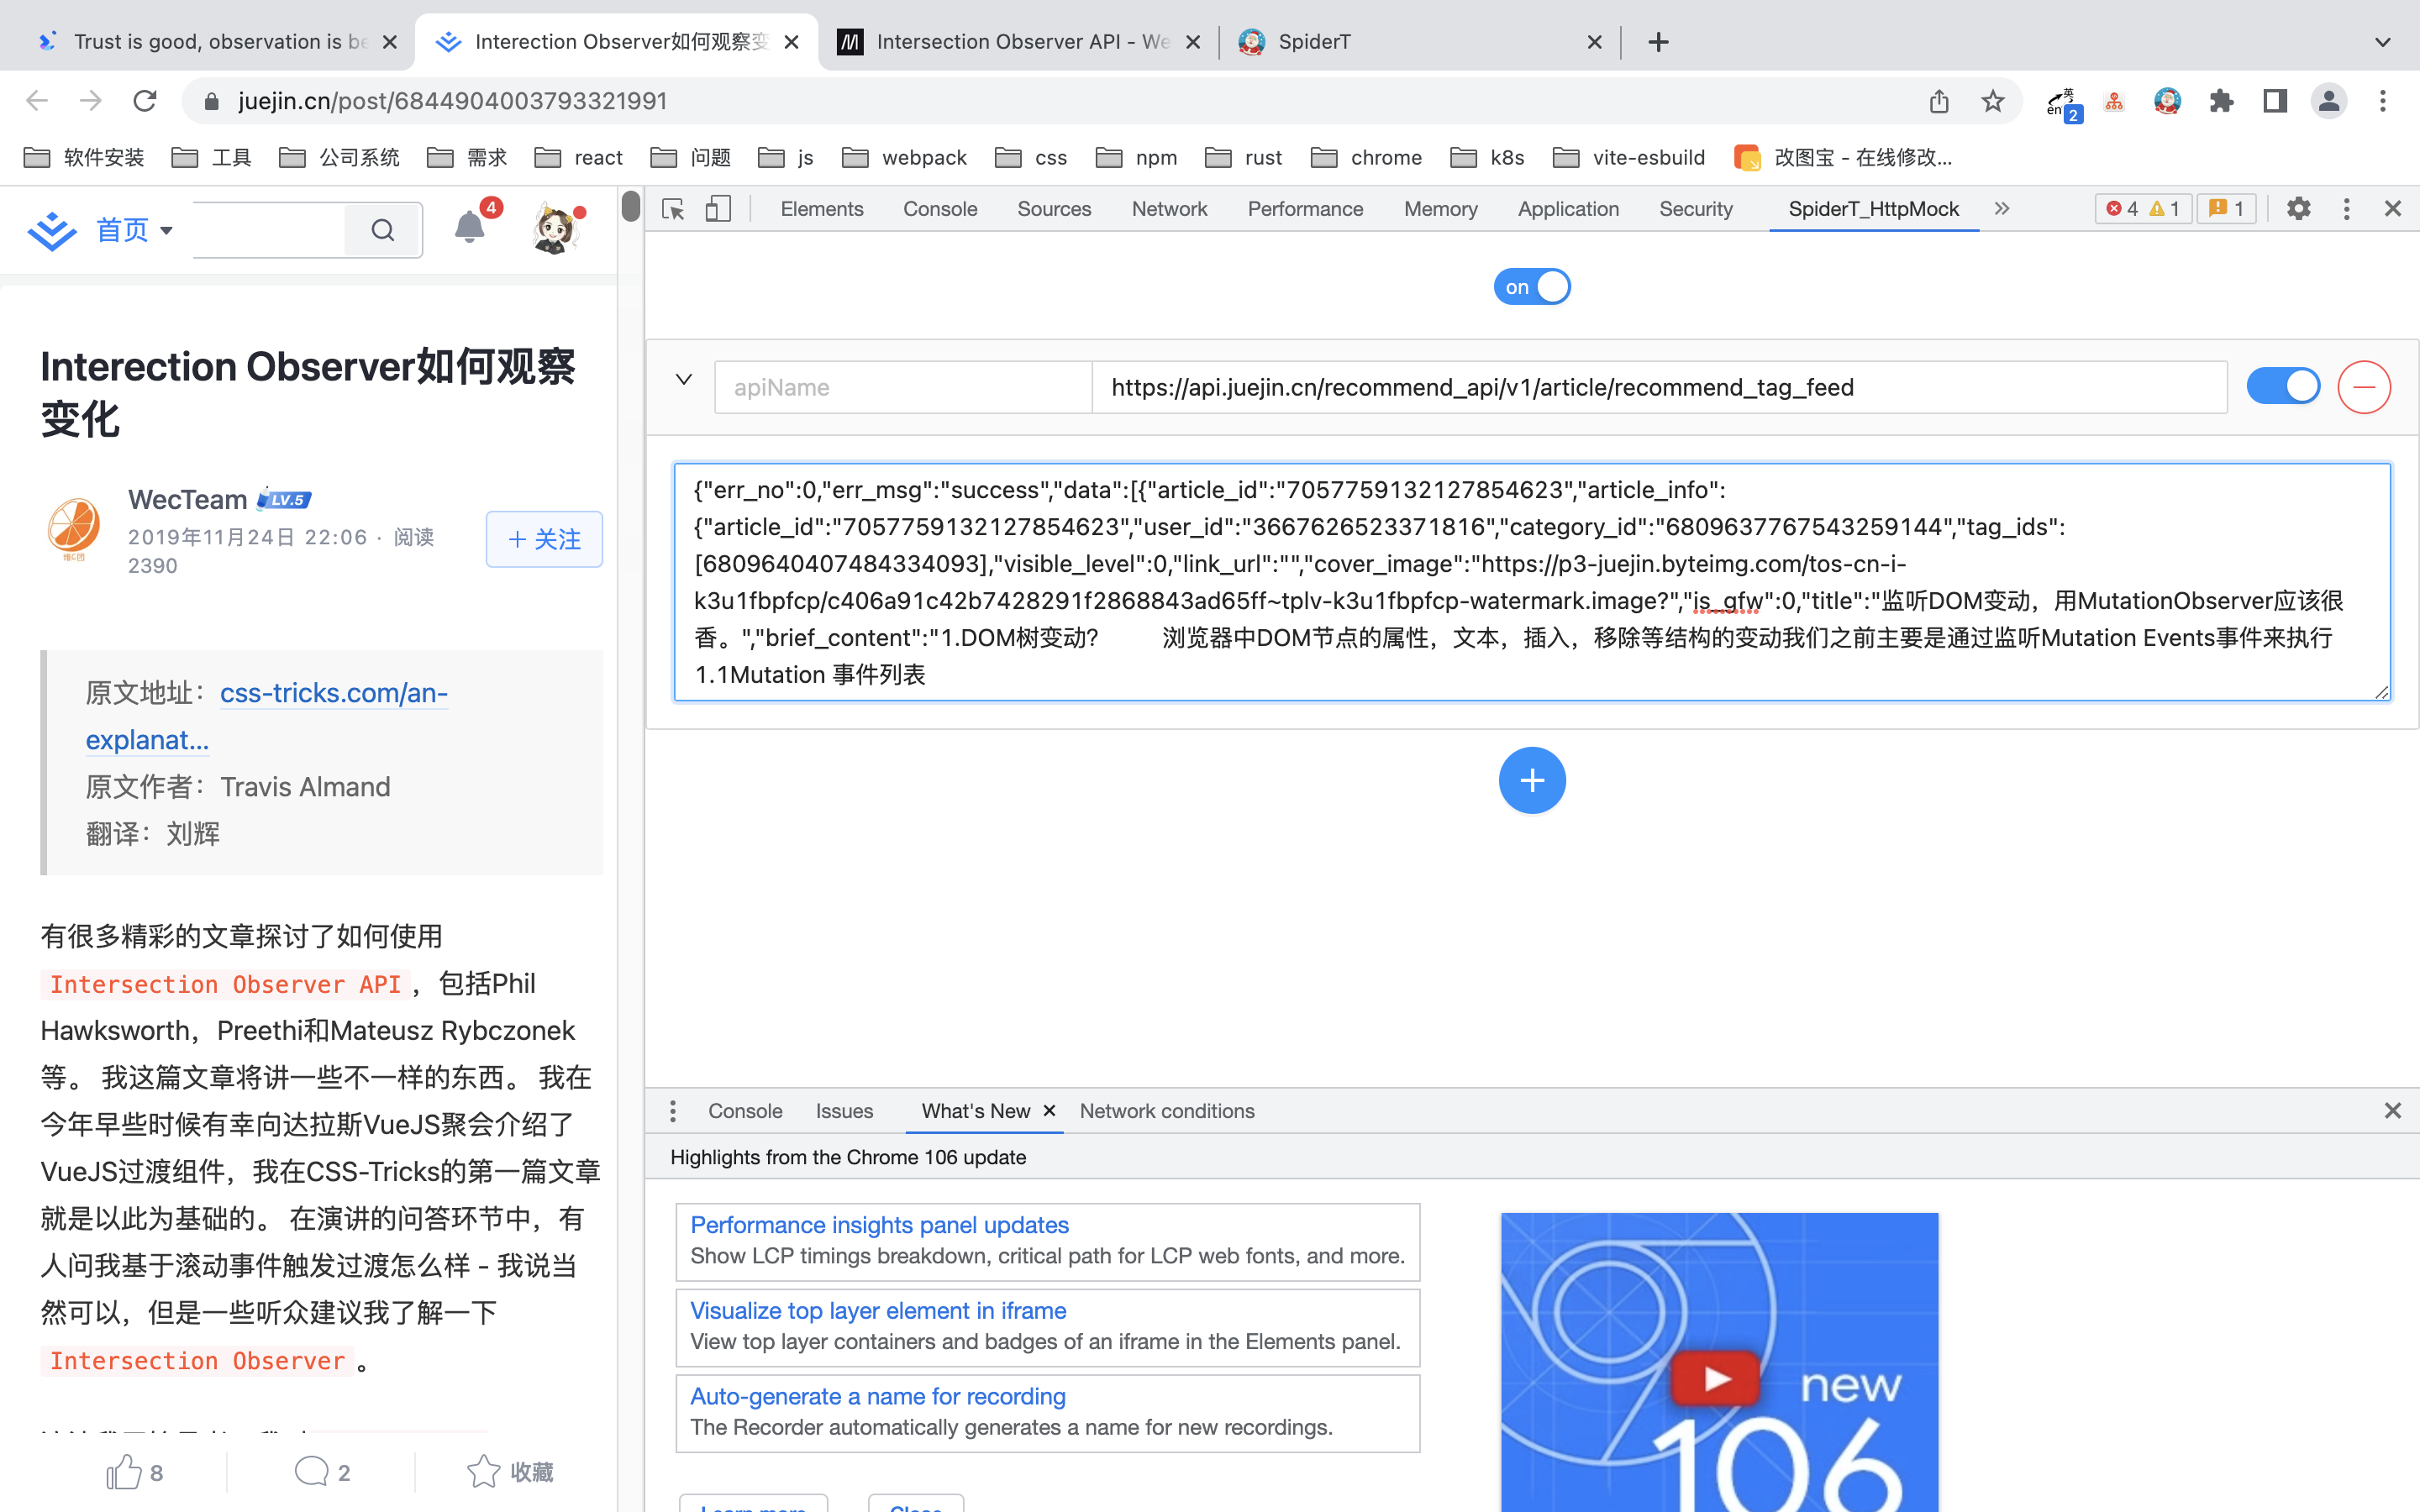 Trust is good, observation is be
Interection Observer如何观察变
Intersection Observer API - We
SpiderT
juejin.cn/post/6844904003793321991
英
en
2
软件安装
工具
公司系统
需求
react
问题
js
webpack
css
npm
rust
chrome
k8s
vite-esbuild
改图宝 - 在线修改...
首页
4
Interection Observer如何观察
变化
WecTeam LV.5
2019年11月24日 22:06 · 阅读
2390
+ 关注
原文地址：css-tricks.com/an-
explanat...
原文作者：Travis Almand
翻译：刘辉
有很多精彩的文章探讨了如何使用
Intersection Observer API，包括Phil
Hawksworth，Preethi和Mateusz Rybczonek
等。 我这篇文章将讲一些不一样的东西。 我在
今年早些时候有幸向达拉斯VueJS聚会介绍了
VueJS过渡组件，我在CSS-Tricks的第一篇文章
就是以此为基础的。 在演讲的问答环节中，有
人问我基于滚动事件触发过渡怎么样 - 我说当
然可以，但是一些听众建议我了解一下
Intersection Observer。
8
2
收藏
Elements
Console
Sources
Network
Performance
Memory
Application
Security
SpiderT_HttpMock
4
1
1
on
apiName
https://api.juejin.cn/recommend_api/v1/article/recommend_tag_feed
{"err_no":0,"err_msg":"success","data":[{"article_id":"7057759132127854623","article_info":
{"article_id":"7057759132127854623","user_id":"3667626523371816","category_id":"6809637767543259144","tag_ids":
[6809640407484334093],"visible_level":0,"link_url":"","cover_image":"https://p3-juejin.byteimg.com/tos-cn-i-
k3u1fbpfcp/c406a91c42b7428291f2868843ad65ff~tplv-k3u1fbpfcp-watermark.image?","is_gfw":0,"title":"监听DOM变动，用MutationObserver应该很
香。","brief_content":"1.DOM树变动？ 浏览器中DOM节点的属性，文本，插入，移除等结构的变动我们之前主要是通过监听Mutation Events事件来执行
1.1Mutation 事件列表
Console
Issues
What's New
Network conditions
Highlights from the Chrome 106 update
Performance insights panel updates
Show LCP timings breakdown, critical path for LCP web fonts, and more.
Visualize top layer element in iframe
View top layer containers and badges of an iframe in the Elements panel.
Auto-generate a name for recording
The Recorder automatically generates a name for new recordings.
Learn more
Close
new
106